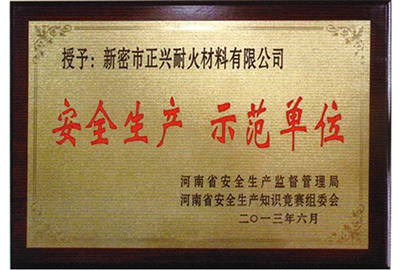 授予：新密市正兴耐火材料有限公司
安全生产 示范单位
河南省安全生产监督管理局
河南省安全生产知识竞赛组委会
二〇一三年六月